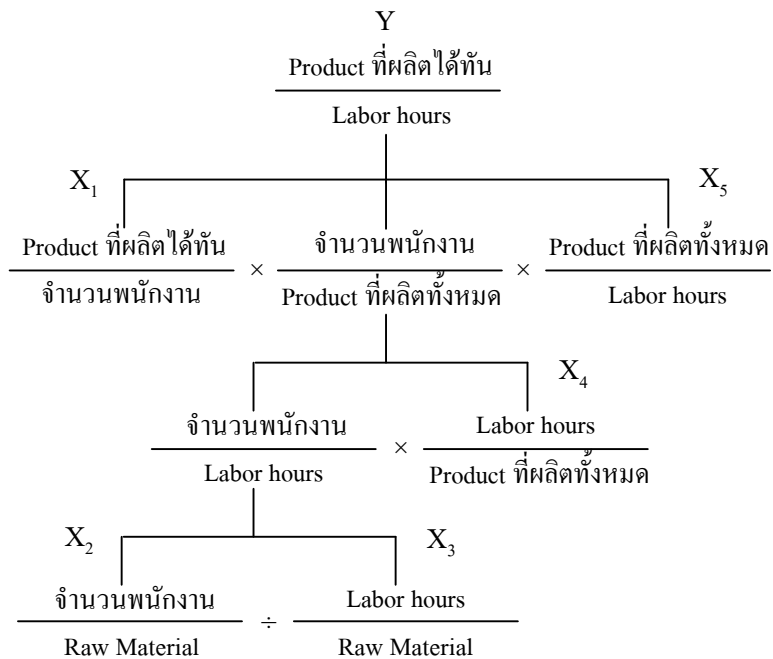 Y
Product ที่ผลิตได้ทัน
Labor hours
X1 X5
Product ที่ผลิตได้ทัน จำนวนพนักงาน Product ที่ผลิตทั้งหมด
× ×
จำนวนพนักงาน Product ที่ผลิตทั้งหมด Labor hours
X4
จำนวนพนักงาน Labor hours
×
Labor hours Product ที่ผลิตทั้งหมด
X2 X3
จำนวนพนักงาน Labor hours
÷
Raw Material Raw Material